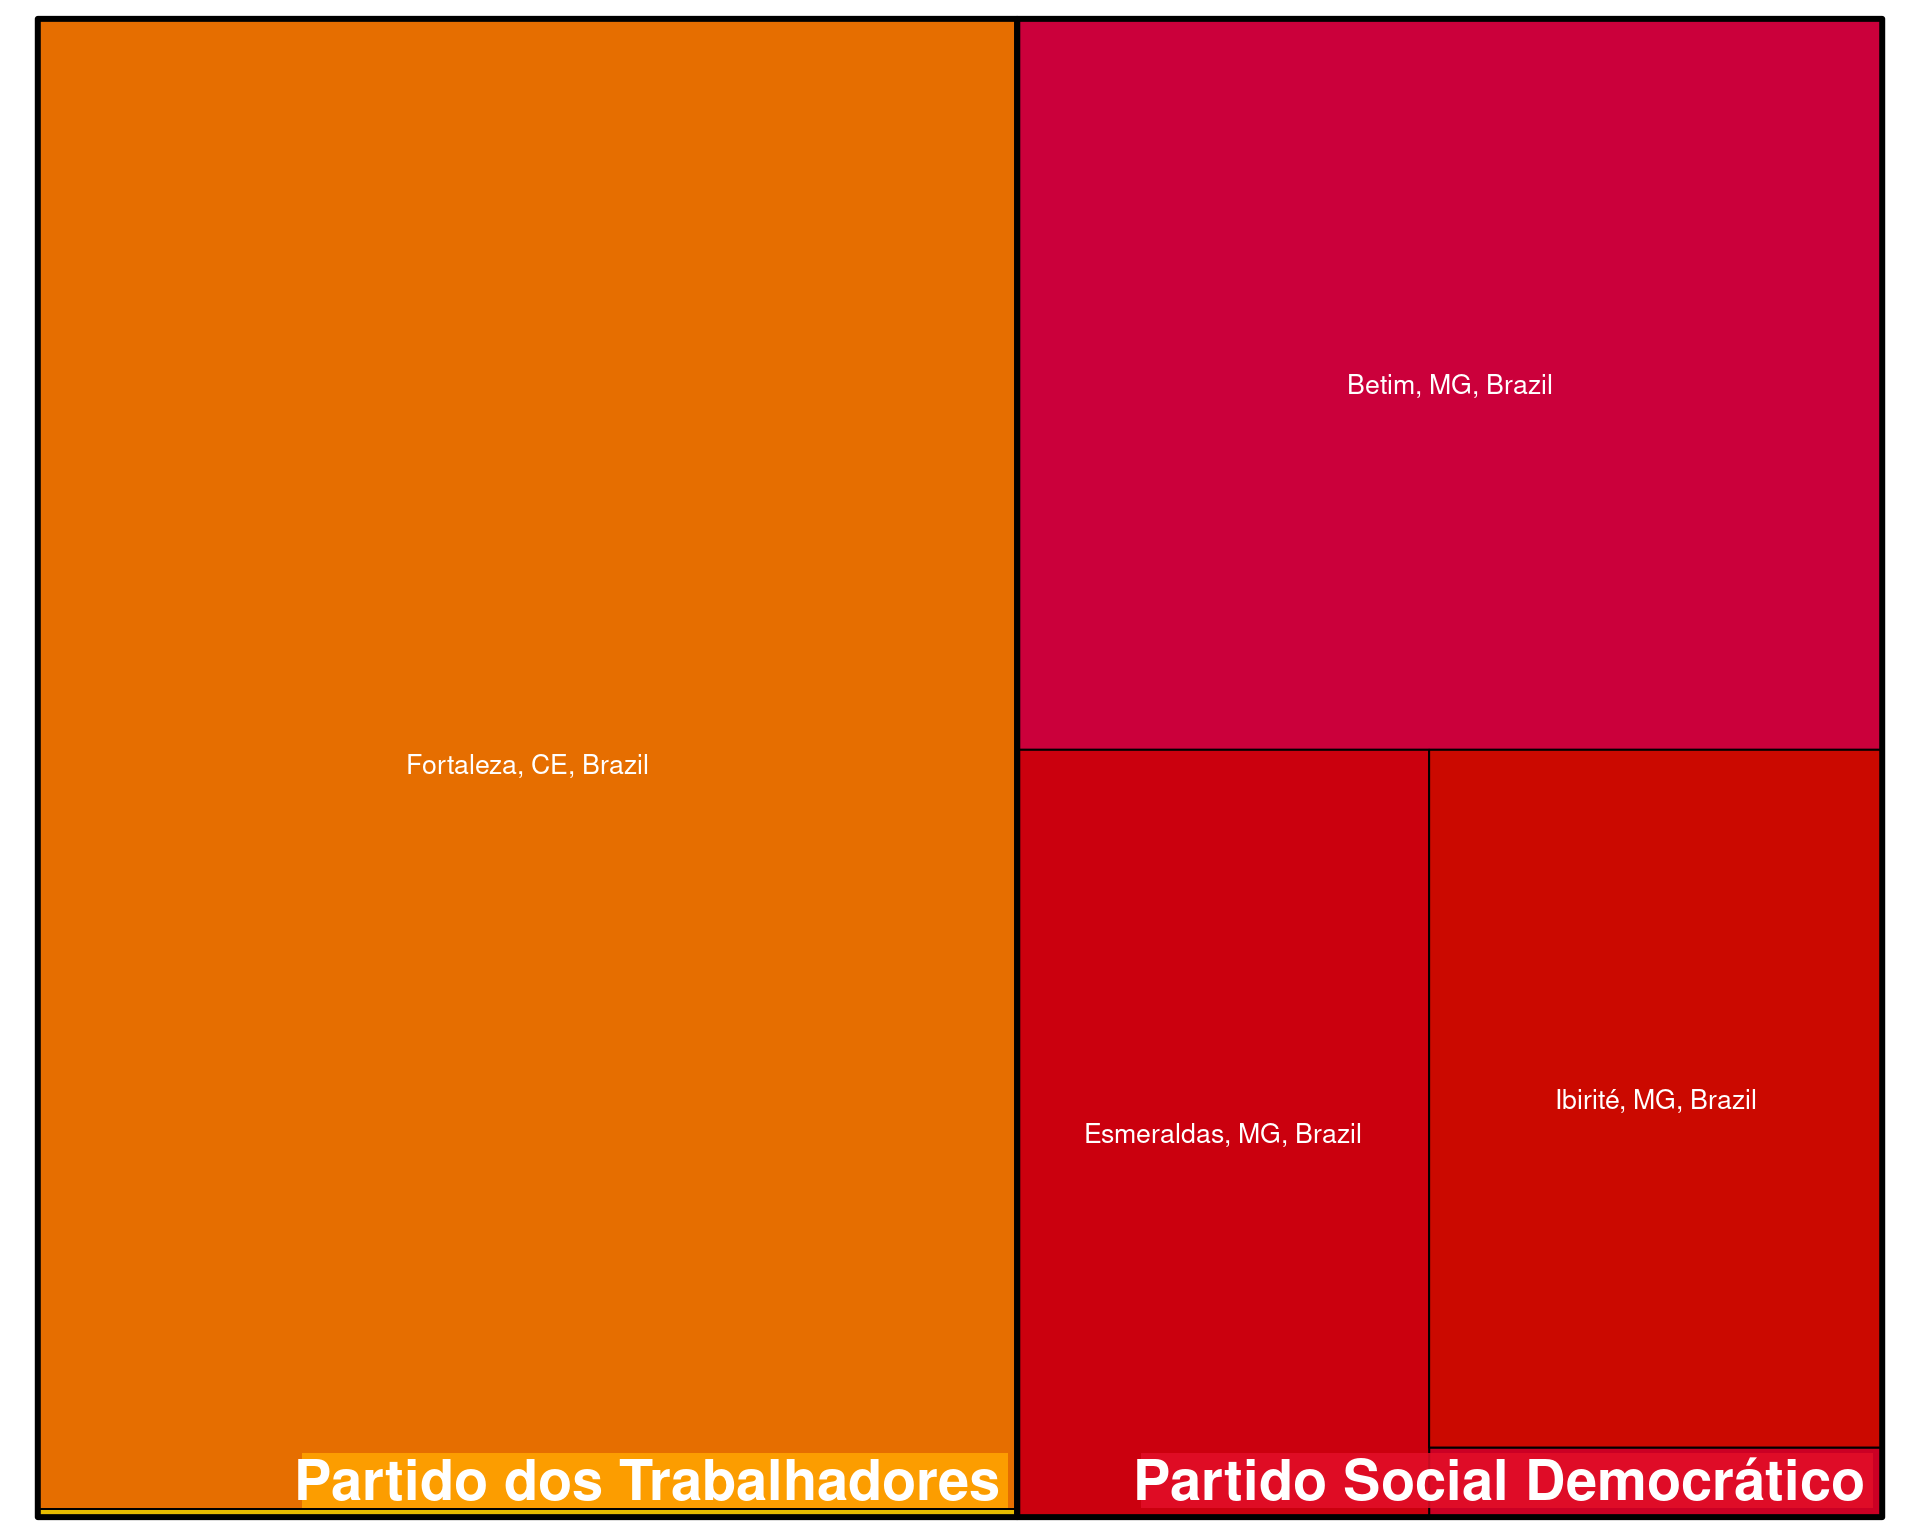 Fortaleza, CE, Brazil
Partido dos Trabalhadores
Betim, MG, Brazil
Esmeraldas, MG, Brazil
Ibirité, MG, Brazil
Partido Social Democrático